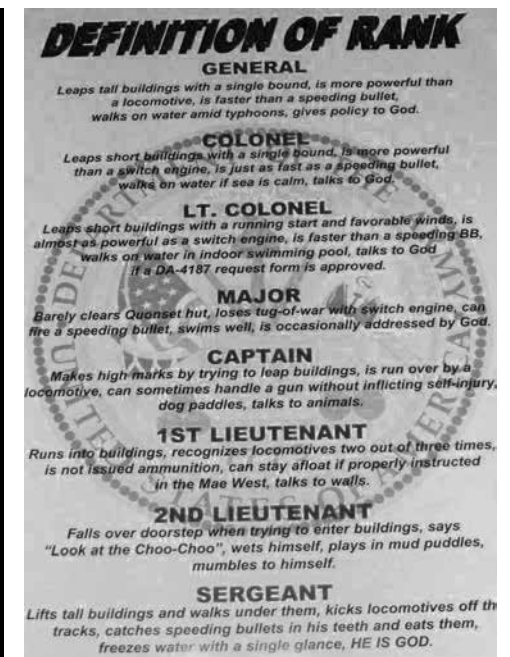 DEFINITION OF RANK
GENERAL
Leaps tall buildings with a single bound, is more powerful than
a locomotive, is faster than a speeding bullet,
walks on water amid typhoons, gives policy to God.
COLONEL
Leaps short buildings with a single bound, is more powerful
than a switch engine, is just as fast as a speeding bullet,
walks on water if sea is calm, talks to God.
LT. COLONEL
Leaps short buildings with a running start and favorable winds, is
almost as powerful as a switch engine, is faster than a speeding BB,
walks on water in indoor swimming pool, talks to God
if a DA-4187 request form is approved.
MAJOR
Barely clears Quonset hut, loses tug-of-war with switch engine, can
fire a speeding bullet, swims well, is occasionally addressed by God.
CAPTAIN
Makes high marks by trying to leap buildings, is run over by a
locomotive, can sometimes handle a gun without inflicting self-injury,
dog paddles, talks to animals.
1ST LIEUTENANT
Runs into buildings, recognizes locomotives two out of three times,
is not issued ammunition, can stay afloat if properly instructed
in the Mae West, talks to walls.
2ND LIEUTENANT
Falls over doorstep when trying to enter buildings, says
"Look at the Choo-Choo", wets himself, plays in mud puddles,
mumbles to himself.
SERGEANT
Lifts tall buildings and walks under them, kicks locomotives off th
tracks, catches speeding bullets in his teeth and eats them,
freezes water with a single glance, HE IS GOD.
UNITED STATES OF AMERICA